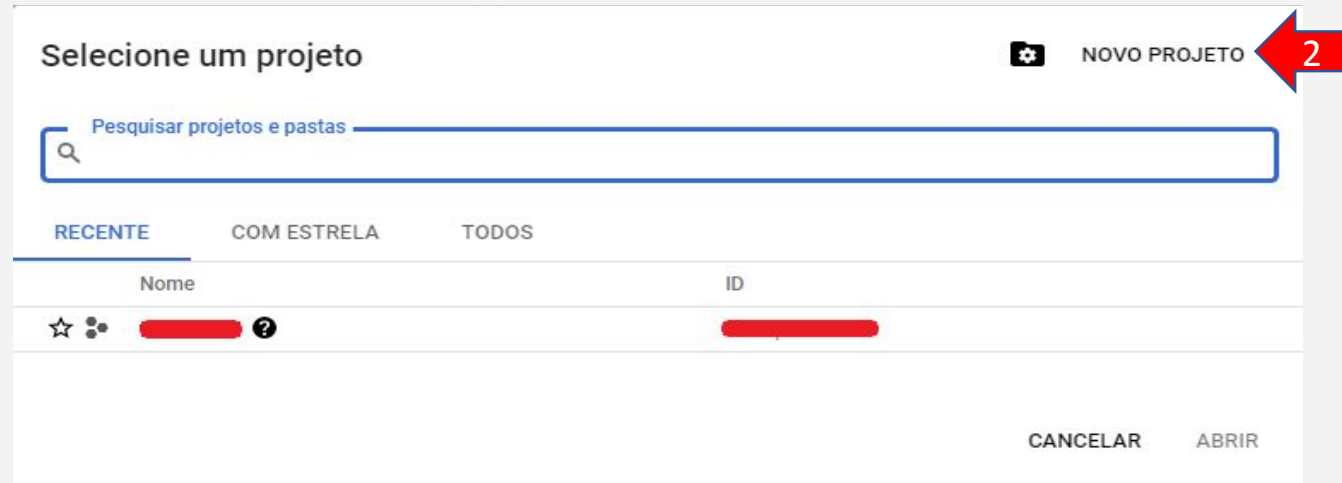 Selecione um projeto
NOVO PROJETO
2
Pesquisar projetos e pastas
RECENTE COM ESTRELA TODOS
Nome ID
?
CANCELAR ABRIR